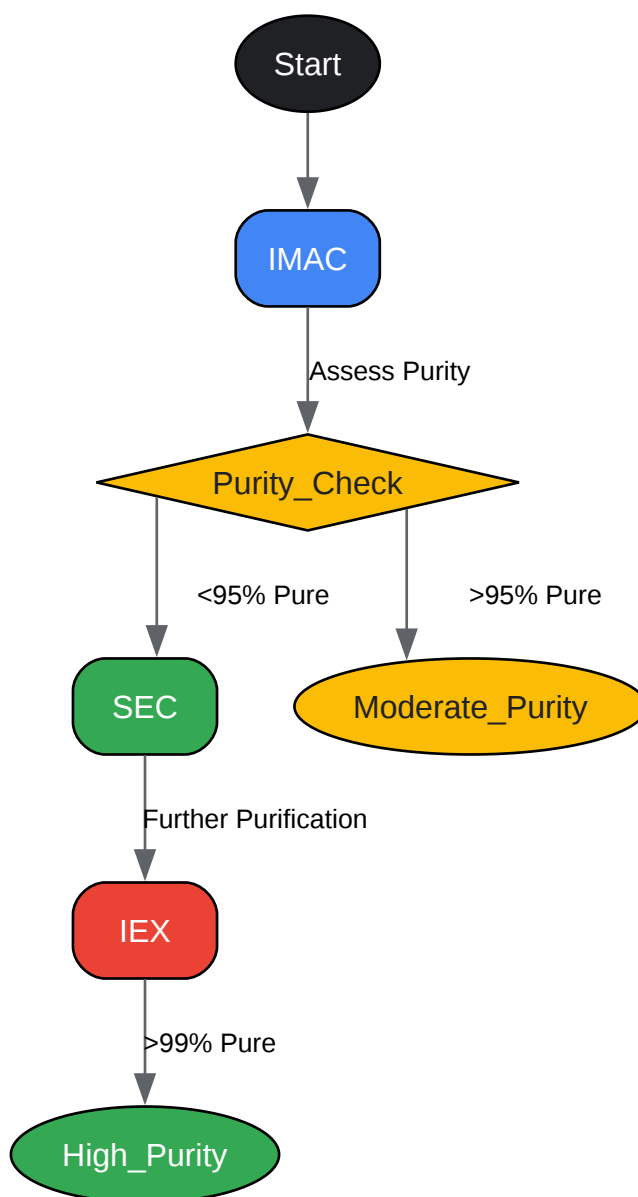 Start
IMAC
Assess Purity
Purity_Check
<95% Pure
>95% Pure
SEC
Moderate_Purity
Further Purification
IEX
>99% Pure
High_Purity